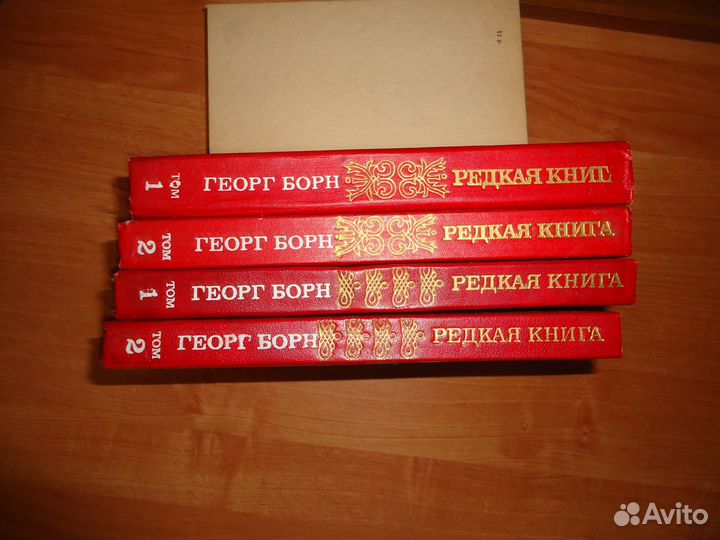 12 р.
ТОМ 1 ГЕОРГ БОРН РЕДКАЯ КНИГ
ТОМ 2 ГЕОРГ БОРН РЕДКАЯ КНИГА
ТОМ 1 ГЕОРГ БОРН РЕДКАЯ КНИГА
ТОМ 2 ГЕОРГ БОРН РЕДКАЯ КНИГА
Avito